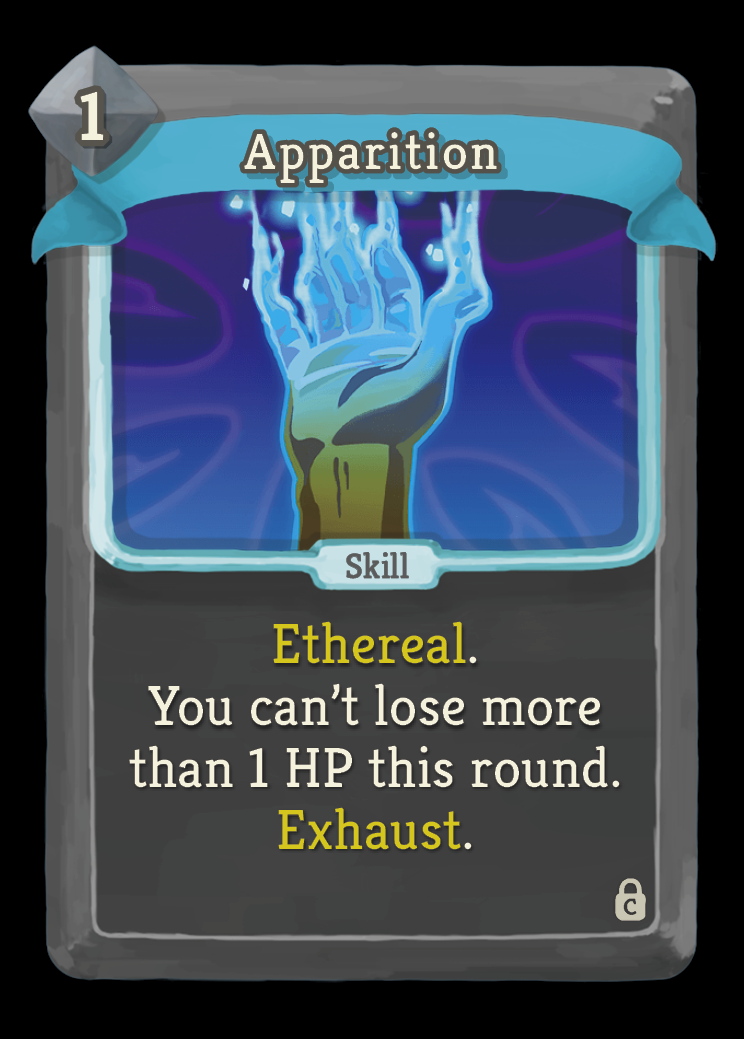 1
Apparition
Skill
Ethereal.
You can’t lose more
than 1 HP this round.
Exhaust.
C